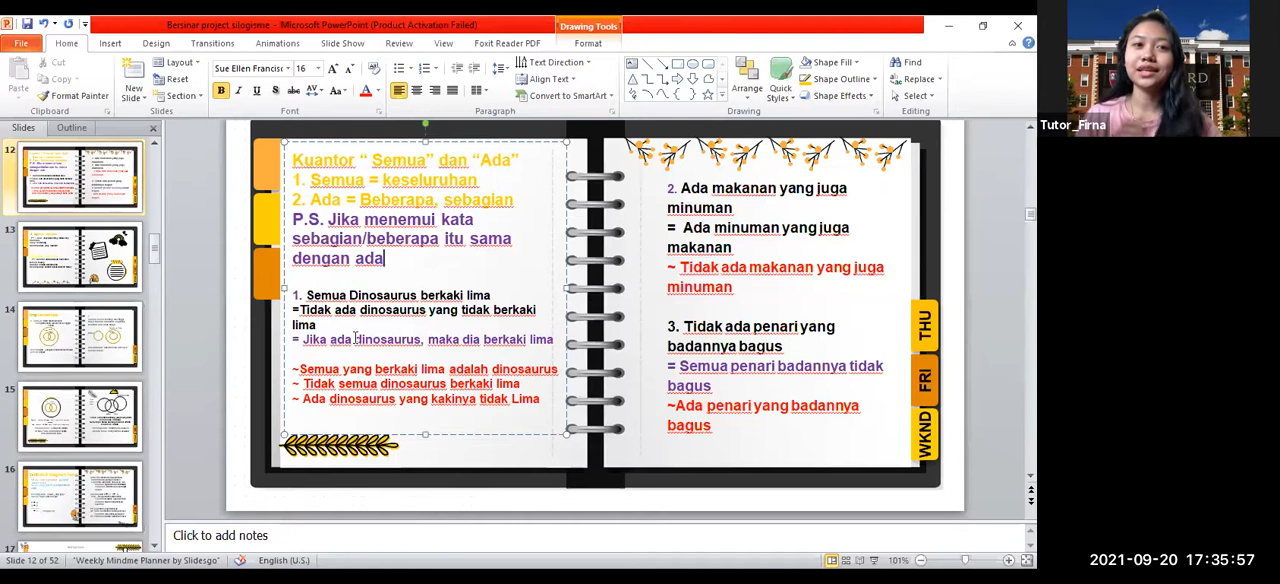 Bersinar project silogisme - Microsoft PowerPoint (Product Activation Failed)
Drawing Tools
File
Home
Insert
Design
Transitions
Animations
Slide Show
Review
View
Foxit Reader PDF
Format
Paste
Cut
Copy
Format Painter
Clipboard
New
Slide
Layout
Reset
Section
Slides
Sue Ellen Francis
16
Font
Text Direction
Align Text
Convert to SmartArt
Paragraph
Arrange
Quick
Styles
Shape Fill
Shape Outline
Shape Effects
Drawing
Find
Replace
Select
Editing
Slides
Outline
12
13
14
15
16
17
Kuantor “ Semua” dan “Ada”
1. Semua = keseluruhan
2. Ada = Beberapa, sebagian
P.S. Jika menemui kata
sebagian/beberapa itu sama
dengan ada
1. Semua Dinosaurus berkaki lima
=Tidak ada dinosaurus yang tidak berkaki
lima
= Jika ada dinosaurus, maka dia berkaki lima
~Semua yang berkaki lima adalah dinosaurus
~ Tidak semua dinosaurus berkaki lima
~ Ada dinosaurus yang kakinya tidak Lima
2. Ada makanan yang juga
minuman
= Ada minuman yang juga
makanan
~ Tidak ada makanan yang juga
minuman
3. Tidak ada penari yang
badannya bagus
= Semua penari badannya tidak
bagus
~Ada penari yang badannya
bagus
THU
FRI
WKND
Click to add notes
Slide 12 of 52
"Weekly Mindme Planner by Slidesgo"
English (U.S.)
101%
Tutor_Firna
2021-09-20 17:35:57